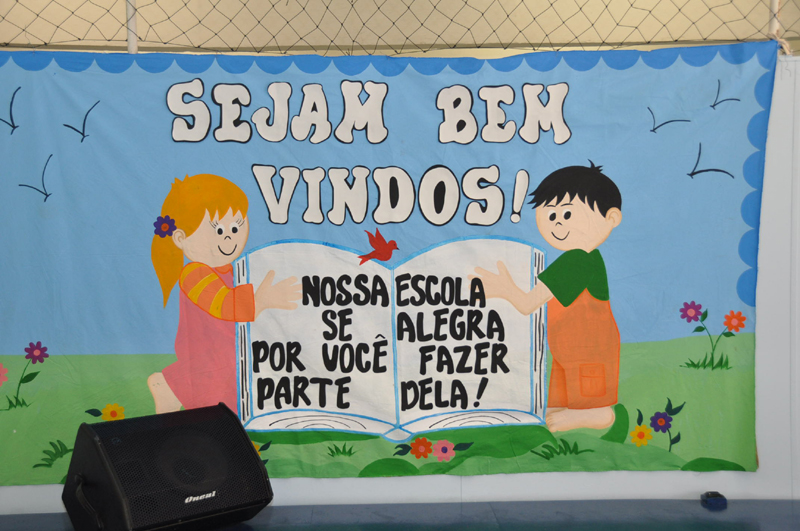 SEJAM BEM
VINDOS!
NOSSA ESCOLA
SE ALEGRA
POR VOCÊ FAZER
PARTE DELA!
Oneal